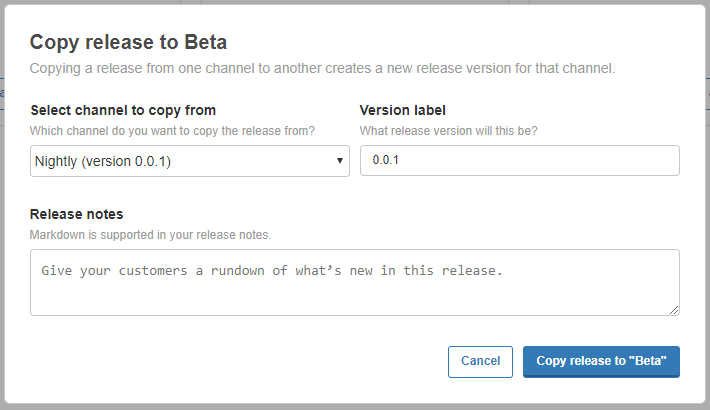 Copy release to Beta
Copying a release from one channel to another creates a new release version for that channel.
Select channel to copy from
Version label
Which channel do you want to copy the release from?
What release version will this be?
Nightly (version 0.0.1)
0.0.1
Release notes
Markdown is supported in your release notes.
Give your customers a rundown of what’s new in this release.
Cancel
Copy release to "Beta"